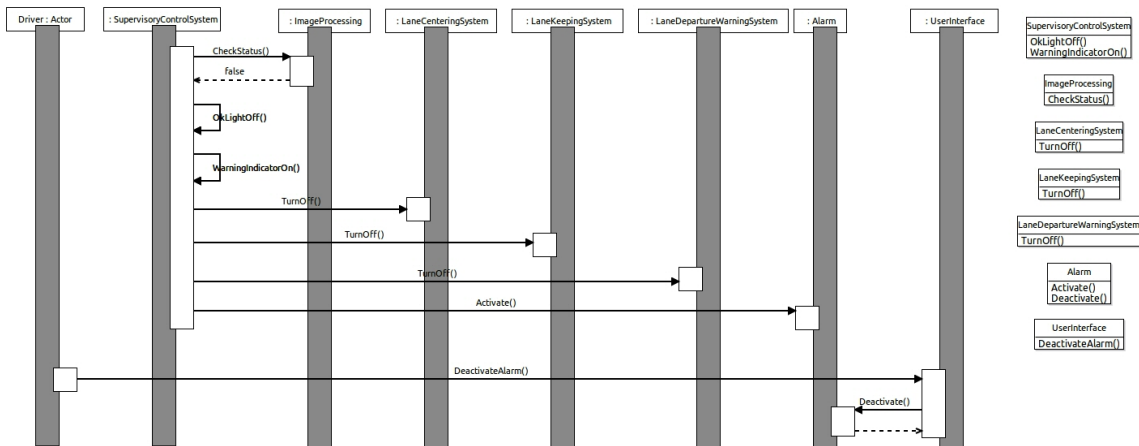 Driver : Actor
: SupervisoryControlSystem
: ImageProcessing
: LaneCenteringSystem
: LaneKeepingSystem
: LaneDepartureWarningSystem
: Alarm
: UserInterface
CheckStatus()
false
OkLightOff()
WarningIndicatorOn()
TurnOff()
TurnOff()
TurnOff()
Activate()
DeactivateAlarm()
Deactivate()
SupervisoryControlSystem
OkLightOff()
WarningIndicatorOn()
ImageProcessing
CheckStatus()
LaneCenteringSystem
TurnOff()
LaneKeepingSystem
TurnOff()
LaneDepartureWarningSystem
TurnOff()
Alarm
Activate()
Deactivate()
UserInterface
DeactivateAlarm()